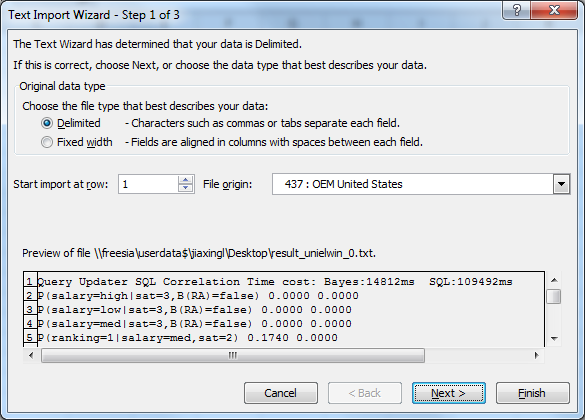 Text Import Wizard - Step 1 of 3
The Text Wizard has determined that your data is Delimited.
If this is correct, choose Next, or choose the data type that best describes your data.
Original data type
Choose the file type that best describes your data:
Delimited - Characters such as commas or tabs separate each field.
Fixed width - Fields are aligned in columns with spaces between each field.
Start import at row: 1 File origin: 437 : OEM United States
Preview of file \\freesia\userdata$\jiaxingl\Desktop\result_unielwin_0.txt.
1 Query Updater SQL Correlation Time cost: Bayes:14812ms SQL:109492ms
2 P(salary=high|sat=3,B(RA)=false) 0.0000 0.0000
3 P(salary=low|sat=3,B(RA)=false) 0.0000 0.0000
4 P(salary=med|sat=3,B(RA)=false) 0.0000 0.0000
5 P(ranking=1|salary=med,sat=2) 0.1740 0.0000
Cancel < Back Next > Finish